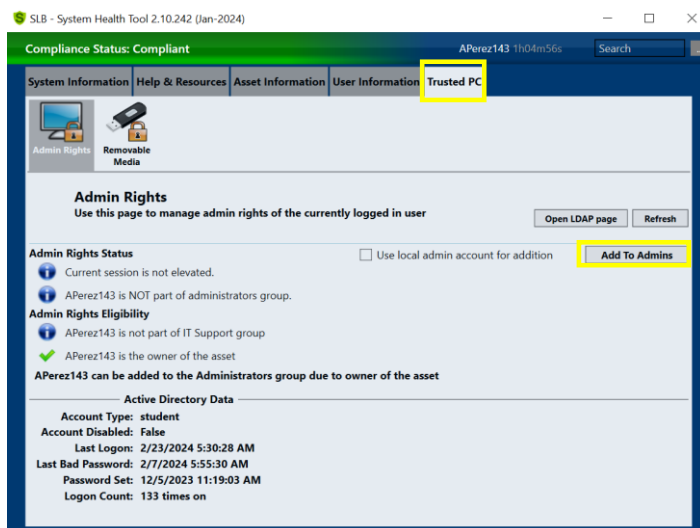 SLB - System Health Tool 2.10.242 (Jan-2024)
Compliance Status: Compliant
APerez143 1h04m56s
Search
System Information Help & Resources Asset Information User Information Trusted PC
Admin Rights
Removable
Media
Admin Rights
Use this page to manage admin rights of the currently logged in user
Open LDAP page
Refresh
Admin Rights Status
Use local admin account for addition
Add To Admins
Current session is not elevated.
APerez143 is NOT part of administrators group.
Admin Rights Eligibility
APerez143 is not part of IT Support group
APerez143 is the owner of the asset
APerez143 can be added to the Administrators group due to owner of the asset
Active Directory Data
Account Type: student
Account Disabled: False
Last Logon: 2/23/2024 5:30:28 AM
Last Bad Password: 2/7/2024 5:55:30 AM
Password Set: 12/5/2023 11:19:03 AM
Logon Count: 133 times on